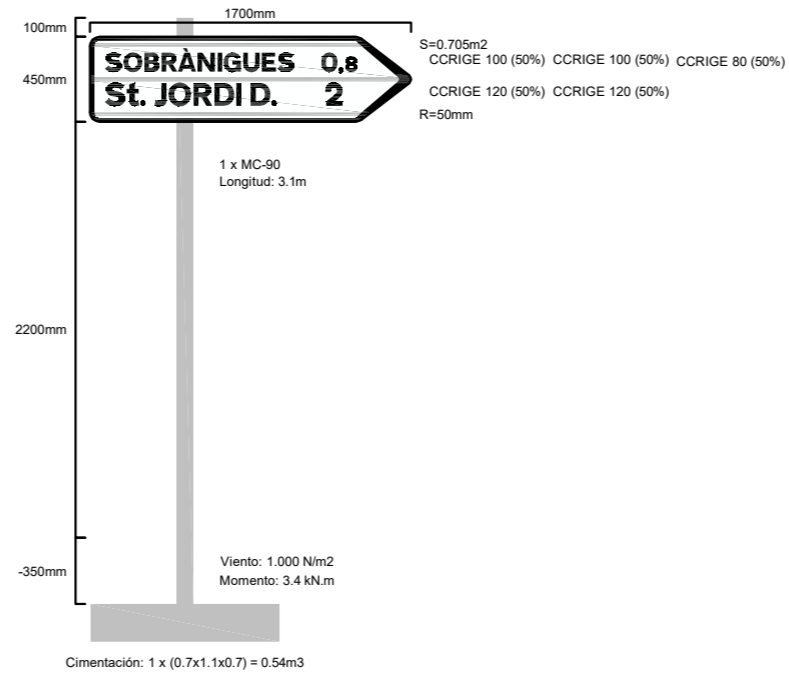 1700mm
100mm
S=0.705m2
SOBRÀNIGUES 0,8
CCRIGE 100 (50%) CCRIGE 100 (50%) CCRIGE 80 (50%)
450mm
St. JORDI D. 2
CCRIGE 120 (50%) CCRIGE 120 (50%)
R=50mm
1 x MC-90
Longitud: 3.1m
2200mm
Viento: 1.000 N/m2
-350mm
Momento: 3.4 kN.m
Cimentación: 1 x (0.7x1.1x0.7) = 0.54m3